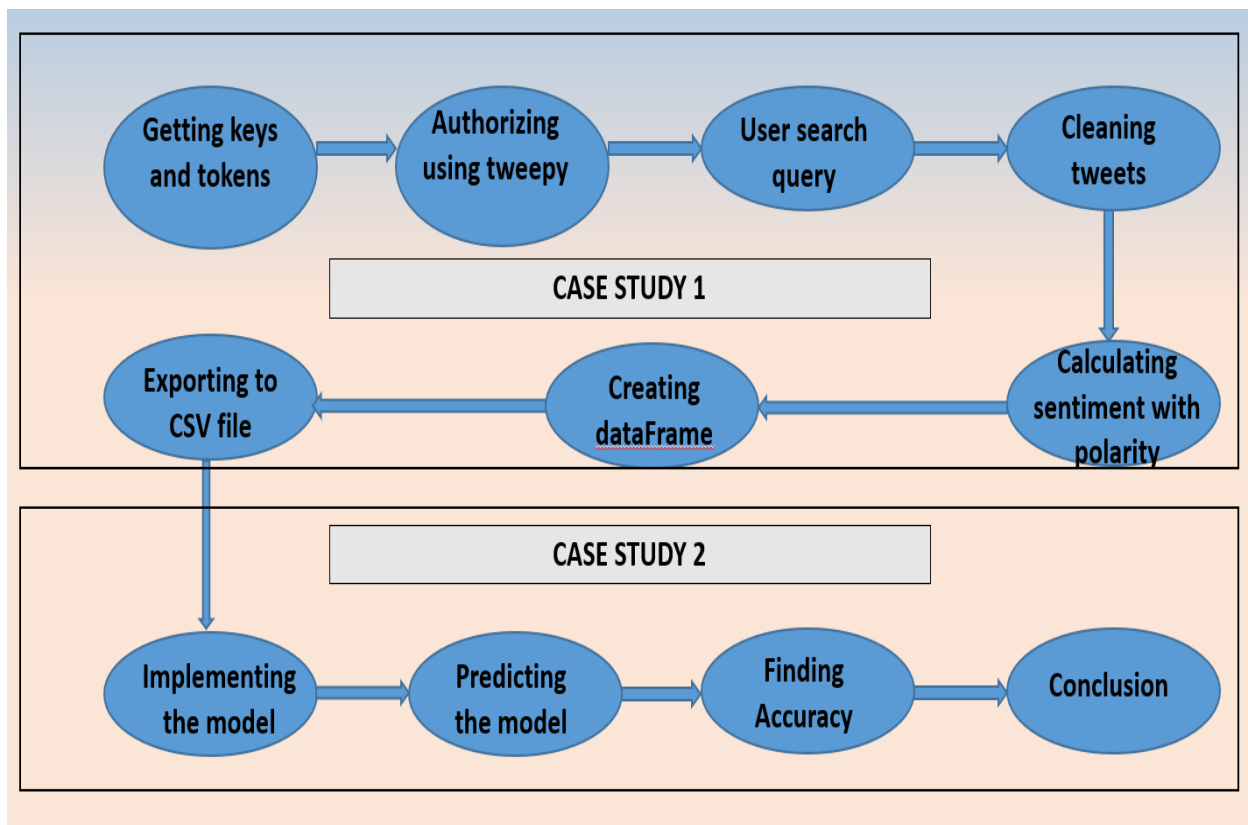 Getting keys
and tokens
Authorizing
using tweepy
User search
query
Cleaning
tweets
CASE STUDY 1
Calculating
sentiment with
polarity
Creating
dataFrame
Exporting to
CSV file
CASE STUDY 2
Implementing
the model
Predicting
the model
Finding
Accuracy
Conclusion